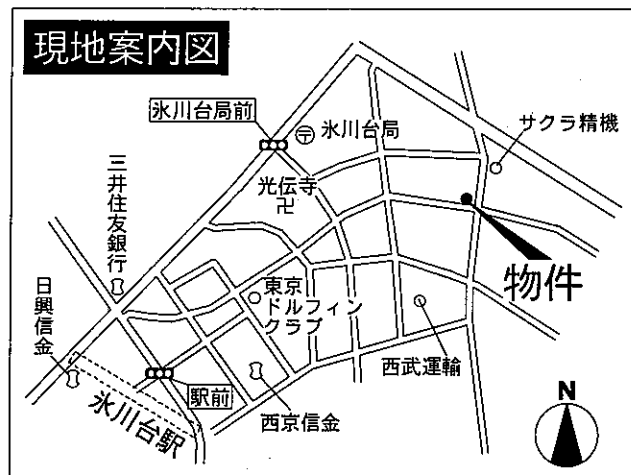 現地案内図
氷川台局前
氷川台局
サクラ精機
三井住友銀行
光伝寺
日興信金
東京
ドルフィン
クラブ
物件
西武運輸
駅前
西京信金
氷川台駅
N